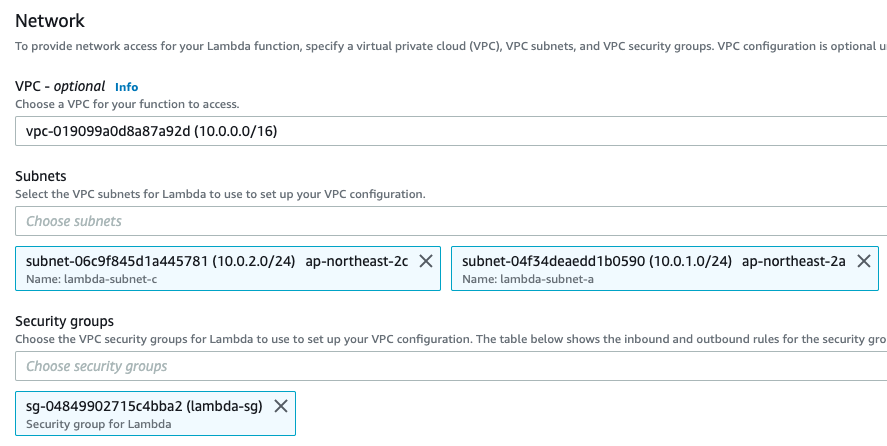 Network
To provide network access for your Lambda function, specify a virtual private cloud (VPC), VPC subnets, and VPC security groups. VPC configuration is optional
VPC - optional Info
Choose a VPC for your function to access.
vpc-019099a0d8a87a92d (10.0.0.0/16)
Subnets
Select the VPC subnets for Lambda to use to set up your VPC configuration.
Choose subnets
subnet-06c9f845d1a445781 (10.0.2.0/24) ap-northeast-2c
Name: lambda-subnet-c
subnet-04f34deaedd1b0590 (10.0.1.0/24) ap-northeast-2a
Name: lambda-subnet-a
Security groups
Choose the VPC security groups for Lambda to use to set up your VPC configuration. The table below shows the inbound and outbound rules for the security gro
Choose security groups
sg-04849902715c4bba2 (lambda-sg)
Security group for Lambda